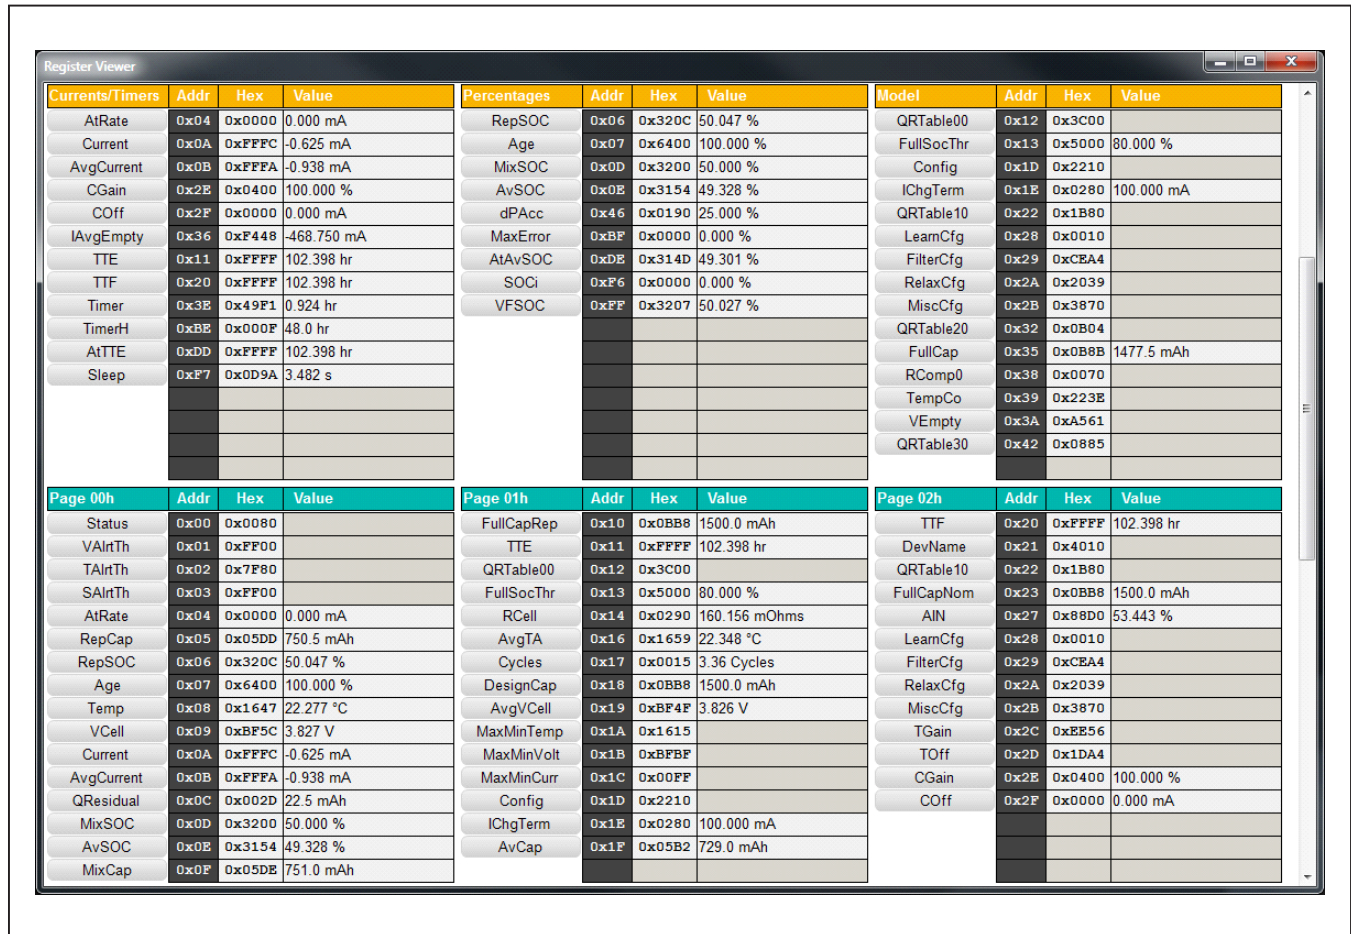 Register Viewer
Currents/Timers Addr Hex Value Percentages Addr Hex Value Model Addr Hex Value
AtRate 0x04 0x0000 0.000 mA RepSOC 0x06 0x320C 50.047 % QRTable00 0x12 0x3C00
Current 0x0A 0xFFFC -0.625 mA Age 0x07 0x6400 100.000 % FullSocThr 0x13 0x5000 80.000 %
AvgCurrent 0x0B 0xFFFA -0.938 mA MixSOC 0x0D 0x3200 50.000 % Config 0x1D 0x2210
CGain 0x2E 0x0400 100.000 % AvSOC 0x0E 0x3154 49.328 % IChgTerm 0x1E 0x0280 100.000 mA
COff 0x2F 0x0000 0.000 mA dPAcc 0x46 0x0190 25.000 % QRTable10 0x22 0x1B80
IAvgEmpty 0x36 0xF448 -468.750 mA MaxError 0xBF 0x0000 0.000 % LearnCfg 0x28 0x0010
TTE 0x11 0xFFFF 102.398 hr AtAvSOC 0xDE 0x314D 49.301 % FilterCfg 0x29 0xCEA4
TTF 0x20 0xFFFF 102.398 hr SOCi 0xF6 0x0000 0.000 % RelaxCfg 0x2A 0x2039
Timer 0x3E 0x49F1 0.924 hr VFSOC 0xFF 0x3207 50.027 % MiscCfg 0x2B 0x3870
TimerH 0xBE 0x000F 48.0 hr QRTable20 0x32 0x0B04
AtTTE 0xDD 0xFFFF 102.398 hr FullCap 0x35 0x0B8B 1477.5 mAh
Sleep 0xF7 0x0D9A 3.482 s RComp0 0x38 0x0070
TempCo 0x39 0x223E
VEmpty 0x3A 0xA561
QRTable30 0x42 0x0885
Page 00h Addr Hex Value Page 01h Addr Hex Value Page 02h Addr Hex Value
Status 0x00 0x0080 FullCapRep 0x10 0x0BB8 1500.0 mAh TTF 0x20 0xFFFF 102.398 hr
VAlrtTh 0x01 0xFF00 TTE 0x11 0xFFFF 102.398 hr DevName 0x21 0x4010
TAlrtTh 0x02 0x7F80 QRTable00 0x12 0x3C00 QRTable10 0x22 0x1B80
SAlrtTh 0x03 0xFF00 FullSocThr 0x13 0x5000 80.000 % FullCapNom 0x23 0x0BB8 1500.0 mAh
AtRate 0x04 0x0000 0.000 mA RCell 0x14 0x0290 160.156 mOhms AIN 0x27 0x88D0 53.443 %
RepCap 0x05 0x05DD 750.5 mAh AvgTA 0x16 0x1659 22.348 °C LearnCfg 0x28 0x0010
RepSOC 0x06 0x320C 50.047 % Cycles 0x17 0x0015 3.36 Cycles FilterCfg 0x29 0xCEA4
Age 0x07 0x6400 100.000 % DesignCap 0x18 0x0BB8 1500.0 mAh RelaxCfg 0x2A 0x2039
Temp 0x08 0x1647 22.277 °C AvgVCell 0x19 0xBF4F 3.826 V MiscCfg 0x2B 0x3870
VCell 0x09 0xBF5C 3.827 V MaxMinTemp 0x1A 0x1615 TGain 0x2C 0xEE56
Current 0x0A 0xFFFC -0.625 mA MaxMinVolt 0x1B 0xBFBF TOff 0x2D 0x1DA4
AvgCurrent 0x0B 0xFFFA -0.938 mA MaxMinCurr 0x1C 0x00FF CGain 0x2E 0x0400 100.000 %
QResidual 0x0C 0x002D 22.5 mAh Config 0x1D 0x2210 COff 0x2F 0x0000 0.000 mA
MixSOC 0x0D 0x3200 50.000 % IChgTerm 0x1E 0x0280 100.000 mA
AvSOC 0x0E 0x3154 49.328 % AvCap 0x1F 0x05B2 729.0 mAh
MixCap 0x0F 0x05DE 751.0 mAh